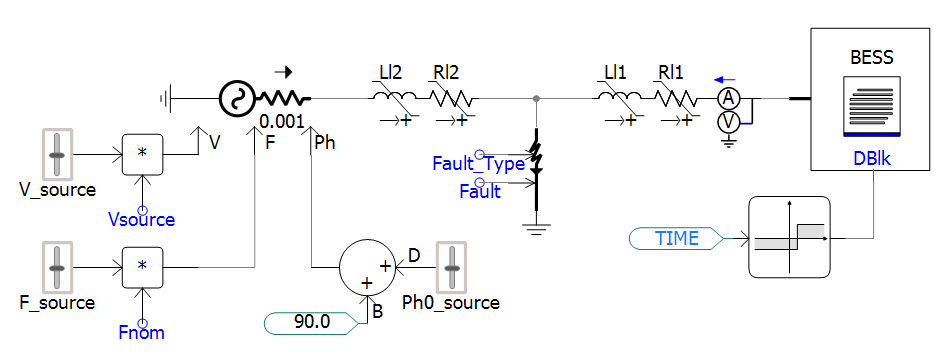 BESS
Ll2
Rl2
Ll1
Rl1
A
0.001
V
V
F
Ph
*
Fault_Type
DBlk
V_source
Fault
Vsource
TIME
D
*
+
+
F_source
Ph0_source
B
90.0
Fnom
+
+
+
+